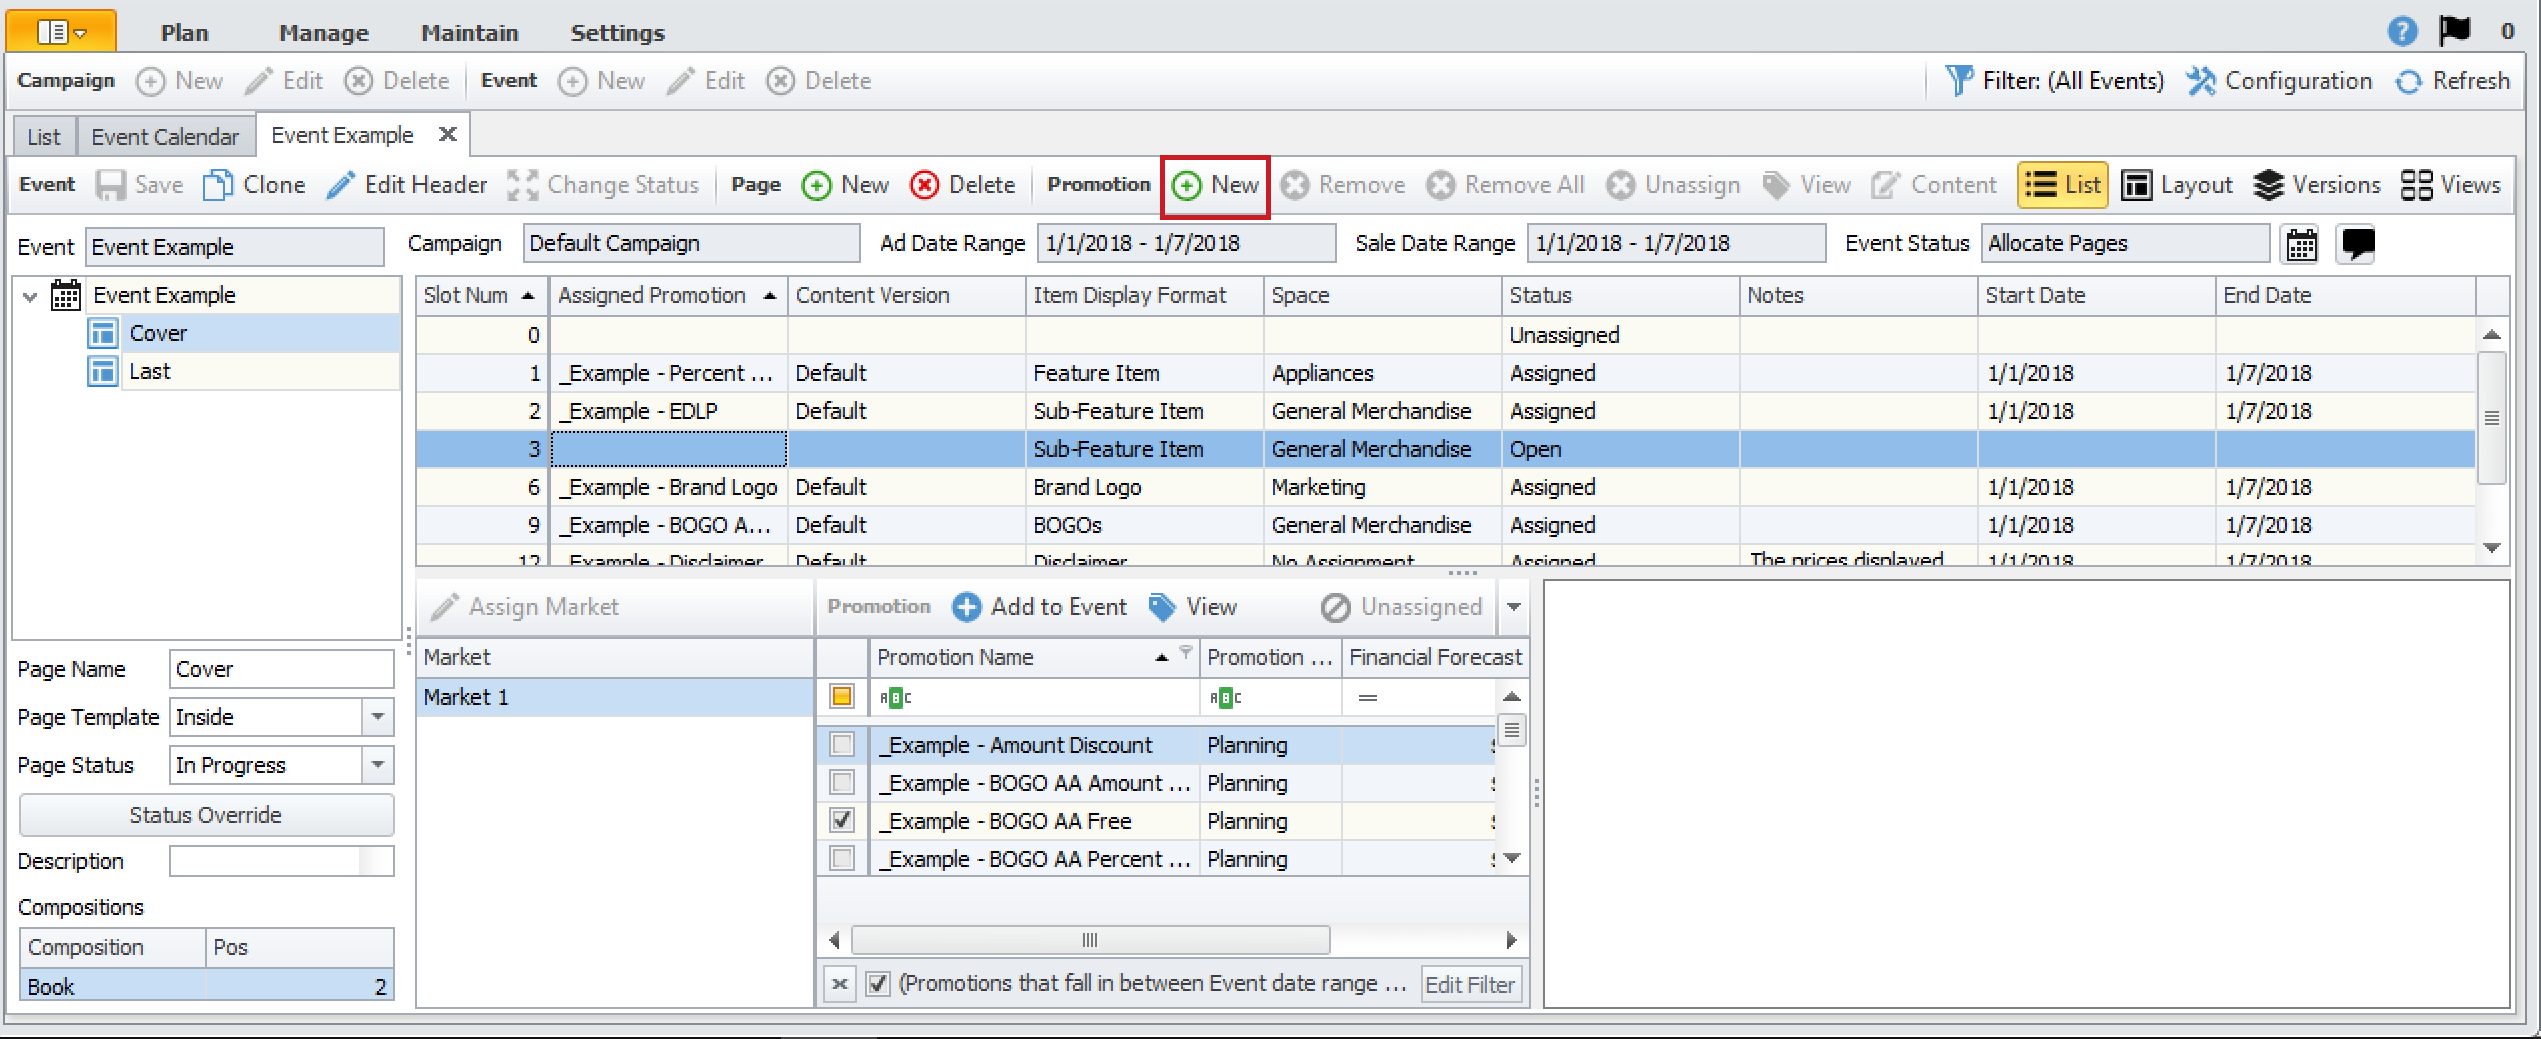 Plan Manage Maintain Settings 0
Campaign New Edit Delete Event New Edit Delete Filter: (All Events) Configuration Refresh
List Event Calendar Event Example
Event Save Clone Edit Header Change Status Page New Delete Promotion New Remove Remove All Unassign View Content List Layout Versions Views
Event Event Example Campaign Default Campaign Ad Date Range 1/1/2018 - 1/7/2018 Sale Date Range 1/1/2018 - 1/7/2018 Event Status Allocate Pages
Event Example
Cover
Last
Slot Num Assigned Promotion Content Version Item Display Format Space Status Notes Start Date End Date
0 Unassigned
1 _Example - Percent ... Default Feature Item Appliances Assigned 1/1/2018 1/7/2018
2 _Example - EDLP Default Sub-Feature Item General Merchandise Assigned 1/1/2018 1/7/2018
3 Sub-Feature Item General Merchandise Open
6 _Example - Brand Logo Default Brand Logo Marketing Assigned 1/1/2018 1/7/2018
9 _Example - BOGO A... Default BOGOs General Merchandise Assigned 1/1/2018 1/7/2018
12 _Example - Disclaimer Default Disclaimer No Assignment Assigned The prices displayed 1/1/2018 1/7/2018
Page Name Cover
Page Template Inside
Page Status In Progress
Status Override
Description
Compositions
Composition Pos
Book 2
Assign Market
Market
Market 1
Promotion Add to Event View Unassigned
Promotion Name Promotion ... Financial Forecast
ABC ABC =
_Example - Amount Discount Planning
_Example - BOGO AA Amount ... Planning
_Example - BOGO AA Free Planning
_Example - BOGO AA Percent ... Planning
(Promotions that fall in between Event date range ... Edit Filter